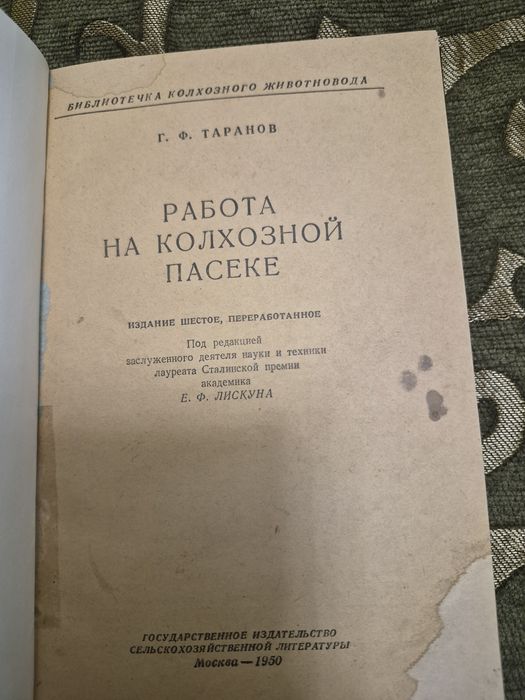 БИБЛИОТЕЧКА КОЛХОЗНОГО ЖИВОТНОВОДА
Г. Ф. ТАРАНОВ
РАБОТА
НА КОЛХОЗНОЙ
ПАСЕКЕ
ИЗДАНИЕ ШЕСТОЕ, ПЕРЕРАБОТАННОЕ
Под редакцией
заслуженного деятеля науки и техники
лауреата Сталинской премии
академика
Е. Ф. ЛИСКУНА
ГОСУДАРСТВЕННОЕ ИЗДАТЕЛЬСТВО
СЕЛЬСКОХОЗЯЙСТВЕННОЙ ЛИТЕРАТУРЫ
Москва — 1950